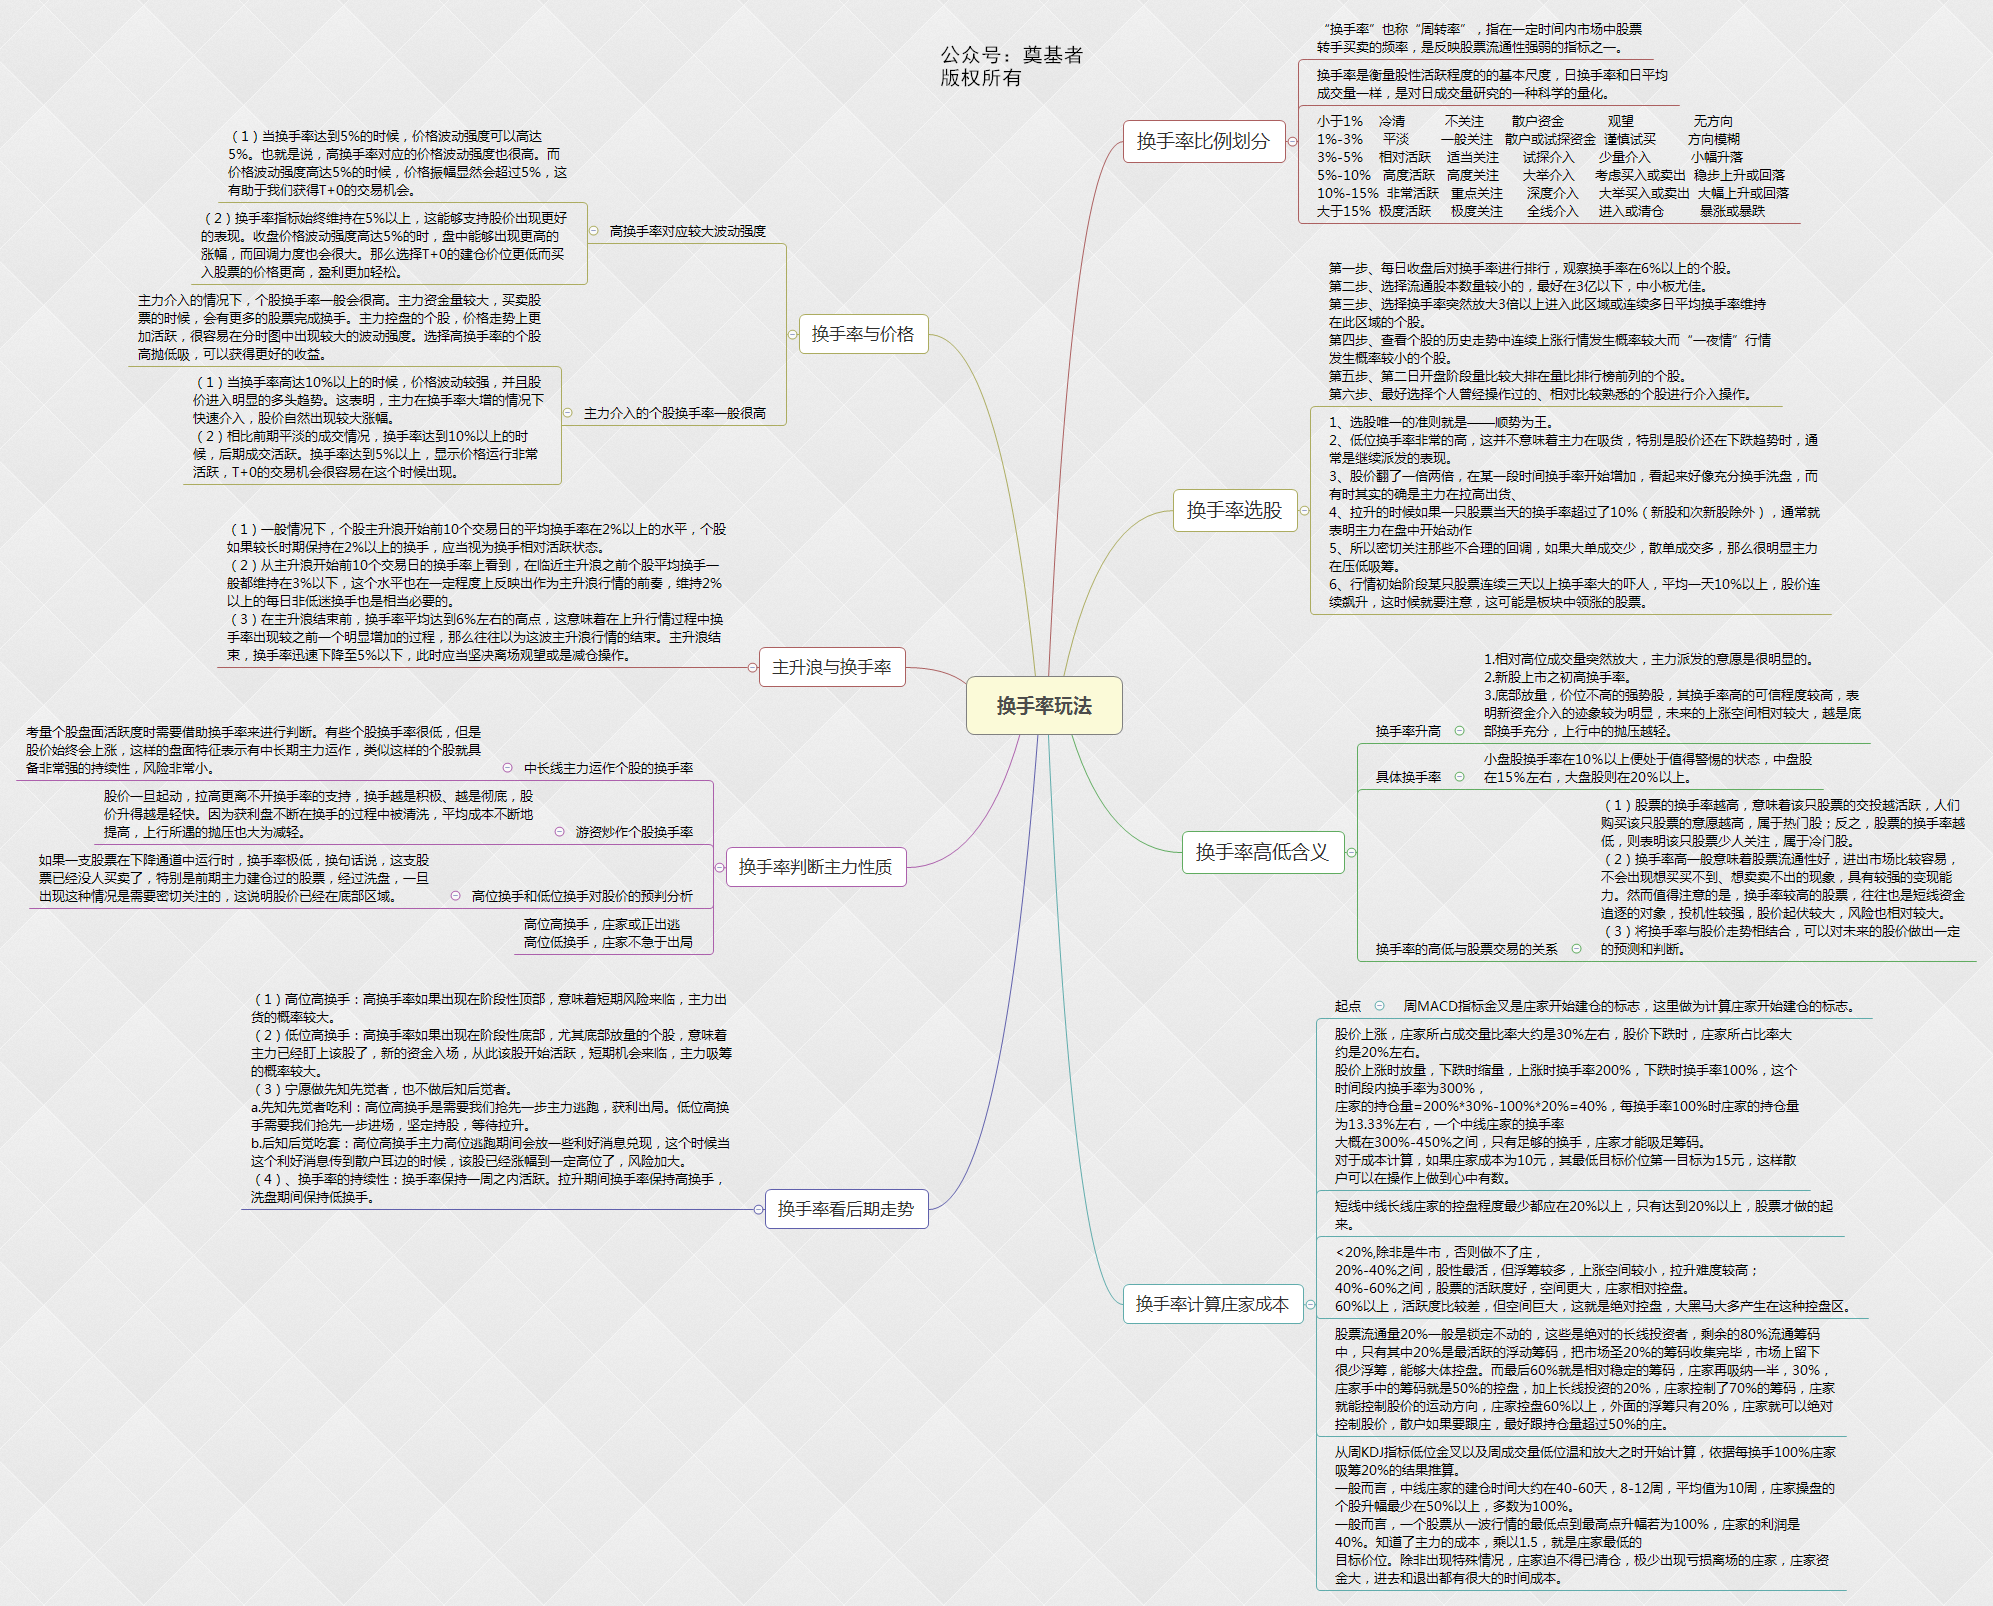 公众号：奠基者
版权所有
换手率玩法
换手率比例划分
“换手率”也称“周转率”，指在一定时间内市场中股票
转手买卖的频率，是反映股票流通性强弱的指标之一。
换手率是衡量股性活跃程度的的基本尺度，日换手率和日平均
成交量一样，是对日成交量研究的一种科学的量化。
小于1% 冷清 不关注 散户资金 观望 无方向
1%-3% 平淡 一般关注 散户或试探资金 谨慎试买 方向模糊
3%-5% 相对活跃 适当关注 试探介入 少量介入 小幅升落
5%-10% 高度活跃 高度关注 大举介入 考虑买入或卖出 稳步上升或回落
10%-15% 非常活跃 重点关注 深度介入 大举买入或卖出 大幅上升或回落
大于15% 极度活跃 极度关注 全线介入 进入或清仓 暴涨或暴跌
换手率选股
第一步、每日收盘后对换手率进行排行，观察换手率在6%以上的个股。
第二步、选择流通股本数量较小的，最好在3亿以下，中小板尤佳。
第三步、选择换手率突然放大3倍以上进入此区域或连续多日平均换手率维持
在此区域的个股。
第四步、查看个股的历史走势中连续上涨行情发生概率较大而“一夜情”行情
发生概率较小的个股。
第五步、第二日开盘阶段量比较大排在量比排行榜前列的个股。
第六步、最好选择个人曾经操作过的、相对比较熟悉的个股进行介入操作。
1、选股唯一的准则就是——顺势为王。
2、低位换手率非常的高，这并不意味着主力在吸货，特别是股价还在下跌趋势时，通
常是继续派发的表现。
3、股价翻了一倍两倍，在某一段时间换手率开始增加，看起来好像充分换手洗盘，而
有时其实的确是主力在拉高出货、
4、拉升的时候如果一只股票当天的换手率超过了10%（新股和次新股除外），通常就
表明主力在盘中开始动作
5、所以密切关注那些不合理的回调，如果大单成交少，散单成交多，那么很明显主力
在压低吸筹。
6、行情初始阶段某只股票连续三天以上换手率大的吓人，平均一天10%以上，股价连
续飙升，这时候就要注意，这可能是板块中领涨的股票。
换手率高低含义
换手率升高
1.相对高位成交量突然放大，主力派发的意愿是很明显的。
2.新股上市之初高换手率。
3.底部放量，价位不高的强势股，其换手率高的可信程度较高，表
明新资金介入的迹象较为明显，未来的上涨空间相对较大，越是底
部换手充分，上行中的抛压越轻。
具体换手率
小盘股换手率在10%以上便处于值得警惕的状态，中盘股
在15%左右，大盘股则在20%以上。
换手率的高低与股票交易的关系
（1）股票的换手率越高，意味着该只股票的交投越活跃，人们
购买该只股票的意愿越高，属于热门股；反之，股票的换手率越
低，则表明该只股票少人关注，属于冷门股。
（2）换手率高一般意味着股票流通性好，进出市场比较容易，
不会出现想买买不到、想卖卖不出的现象，具有较强的变现能
力。然而值得注意的是，换手率较高的股票，往往也是短线资金
追逐的对象，投机性较强，股价起伏较大，风险也相对较大。
（3）将换手率与股价走势相结合，可以对未来的股价做出一定
的预测和判断。
换手率计算庄家成本
起点
周MACD指标金叉是庄家开始建仓的标志，这里做为计算庄家开始建仓的标志。
股价上涨，庄家所占成交量比率大约是30%左右，股价下跌时，庄家所占比率大
约是20%左右。
股价上涨时放量，下跌时缩量，上涨时换手率200%，下跌时换手率100%，这个
时间段内换手率为300%，
庄家的持仓量=200%*30%-100%*20%=40%，每换手率100%时庄家的持仓量
为13.33%左右，一个中线庄家的换手率
大概在300%-450%之间，只有足够的换手，庄家才能吸足筹码。
对于成本计算，如果庄家成本为10元，其最低目标价位第一目标为15元，这样散
户可以在操作上做到心中有数。
短线中线长线庄家的控盘程度最少都应在20%以上，只有达到20%以上，股票才做的起
来。
<20%,除非是牛市，否则做不了庄，
20%-40%之间，股性最活，但浮筹较多，上涨空间较小，拉升难度较高；
40%-60%之间，股票的活跃度好，空间更大，庄家相对控盘。
60%以上，活跃度比较差，但空间巨大，这就是绝对控盘，大黑马大多产生在这种控盘区。
股票流通量20%一般是锁定不动的，这些是绝对的长线投资者，剩余的80%流通筹码
中，只有其中20%是最活跃的浮动筹码，把市场圣20%的筹码收集完毕，市场上留下
很少浮筹，能够大体控盘。而最后60%就是相对稳定的筹码，庄家再吸纳一半，30%，
庄家手中的筹码就是50%的控盘，加上长线投资的20%，庄家控制了70%的筹码，庄家
就能控制股价的运动方向，庄家控盘60%以上，外面的浮筹只有20%，庄家就可以绝对
控制股价，散户如果要跟庄，最好跟持仓量超过50%的庄。
从周KDJ指标低位金叉以及周成交量低位温和放大之时开始计算，依据每换手100%庄家
吸筹20%的结果推算。
一般而言，中线庄家的建仓时间大约在40-60天，8-12周，平均值为10周，庄家操盘的
个股升幅最少在50%以上，多数为100%。
一般而言，一个股票从一波行情的最低点到最高点升幅若为100%，庄家的利润是
40%。知道了主力的成本，乘以1.5，就是庄家最低的
目标价位。除非出现特殊情况，庄家迫不得已清仓，极少出现亏损离场的庄家，庄家资
金大，进去和退出都有很大的时间成本。
换手率与价格
高换手率对应较大波动强度
（1）当换手率达到5%的时候，价格波动强度可以高达
5%。也就是说，高换手率对应的价格波动强度也很高。而
价格波动强度高达5%的时候，价格振幅显然会超过5%，这
有助于我们获得T+0的交易机会。
（2）换手率指标始终维持在5%以上，这能够支持股价出现更好
的表现。收盘价格波动强度高达5%的时，盘中能够出现更高的
涨幅，而回调力度也会很大。那么选择T+0的建仓价位更低而买
入股票的价格更高，盈利更加轻松。
主力介入的个股换手率一般很高
主力介入的情况下，个股换手率一般会很高。主力资金量较大，买卖股
票的时候，会有更多的股票完成换手。主力控盘的个股，价格走势上更
加活跃，很容易在分时图中出现较大的波动强度。选择高换手率的个股
高抛低吸，可以获得更好的收益。
（1）当换手率高达10%以上的时候，价格波动较强，并且股
价进入明显的多头趋势。这表明，主力在换手率大增的情况下
快速介入，股价自然出现较大涨幅。
（2）相比前期平淡的成交情况，换手率达到10%以上的时
候，后期成交活跃。换手率达到5%以上，显示价格运行非常
活跃，T+0的交易机会很容易在这个时候出现。
主升浪与换手率
（1）一般情况下，个股主升浪开始前10个交易日的平均换手率在2%以上的水平，个股
如果较长时期保持在2%以上的换手，应当视为换手相对活跃状态。
（2）从主升浪开始前10个交易日的换手率上看到，在临近主升浪之前个股平均换手一
般都维持在3%以下，这个水平也在一定程度上反映出作为主升浪行情的前奏，维持2%
以上的每日非低迷换手也是相当必要的。
（3）在主升浪结束前，换手率平均达到6%左右的高点，这意味着在上升行情过程中换
手率出现较之前一个明显增加的过程，那么往往以为这波主升浪行情的结束。主升浪结
束，换手率迅速下降至5%以下，此时应当坚决离场观望或是减仓操作。
换手率判断主力性质
中长线主力运作个股的换手率
考量个股盘面活跃度时需要借助换手率来进行判断。有些个股换手率很低，但是
股价始终会上涨，这样的盘面特征表示有中长期主力运作，类似这样的个股就具
备非常强的持续性，风险非常小。
游资炒作个股换手率
股价一旦起动，拉高更离不开换手率的支持，换手越是积极、越是彻底，股
价升得越是轻快。因为获利盘不断在换手的过程中被清洗，平均成本不断地
提高，上行所遇的抛压也大为减轻。
高位换手和低位换手对股价的预判分析
如果一支股票在下降通道中运行时，换手率极低，换句话说，这支股
票已经没人买卖了，特别是前期主力建仓过的股票，经过洗盘，一旦
出现这种情况是需要密切关注的，这说明股价已经在底部区域。
高位高换手，庄家或正出逃
高位低换手，庄家不急于出局
换手率看后期走势
（1）高位高换手：高换手率如果出现在阶段性顶部，意味着短期风险来临，主力出
货的概率较大。
（2）低位高换手：高换手率如果出现在阶段性底部，尤其底部放量的个股，意味着
主力已经盯上该股了，新的资金入场，从此该股开始活跃，短期机会来临，主力吸筹
的概率较大。
（3）宁愿做先知先觉者，也不做后知后觉者。
a.先知先觉者吃利：高位高换手是需要我们抢先一步主力逃跑，获利出局。低位高换
手需要我们抢先一步进场，坚定持股，等待拉升。
b.后知后觉吃套：高位高换手主力高位逃跑期间会放一些利好消息兑现，这个时候当
这个利好消息传到散户耳边的时候，该股已经涨幅到一定高位了，风险加大。
（4）、换手率的持续性：换手率保持一周之内活跃。拉升期间换手率保持高换手，
洗盘期间保持低换手。